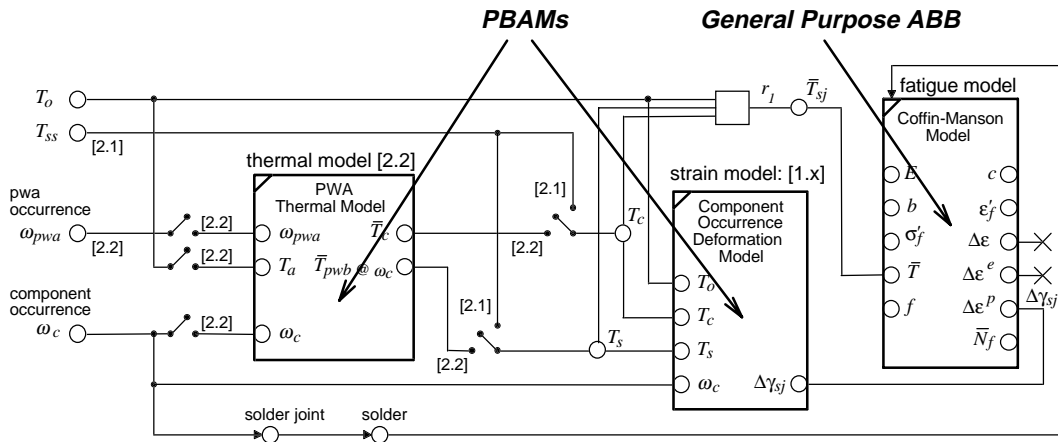 PBAMs
General Purpose ABB
T_o
T_ss
[2.1]
pwa
occurrence
ω_pwa
[2.2]
component
occurrence
ω_c
[2.2]
[2.2]
[2.2]
thermal model [2.2]
PWA
Thermal Model
ω_pwa
T_a
ω_c
T̄_c
T̄_pwb @ ω_c
[2.1]
[2.2]
[2.1]
[2.2]
T_c
T_s
r_1
T̄_sj
strain model: [1.x]
Component
Occurrence
Deformation
Model
T_o
T_c
T_s
ω_c
Δγ_sj
fatigue model
Coffin-Manson
Model
E
b
σ′_f
T̄
f
c
ε′_f
Δε
Δε^e
Δε^p
N̄_f
Δγ_sj
solder joint
solder